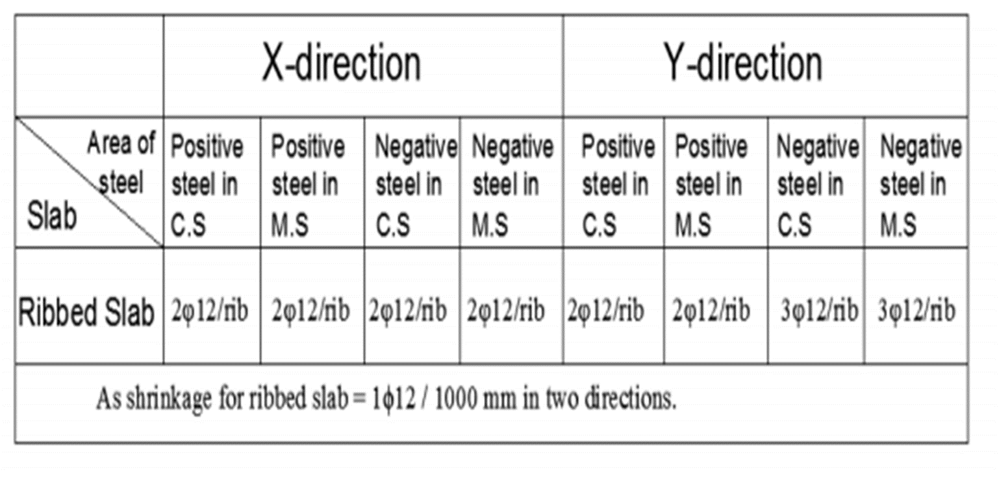 X-direction Y-direction
Area of steel
Slab
Positive steel in C.S
Positive steel in M.S
Negative steel in C.S
Negative steel in M.S
Positive steel in C.S
Positive steel in M.S
Negative steel in C.S
Negative steel in M.S
Ribbed Slab 2φ12/rib 2φ12/rib 2φ12/rib 2φ12/rib 2φ12/rib 2φ12/rib 3φ12/rib 3φ12/rib
As shrinkage for ribbed slab = 1ϕ12 / 1000 mm in two directions.